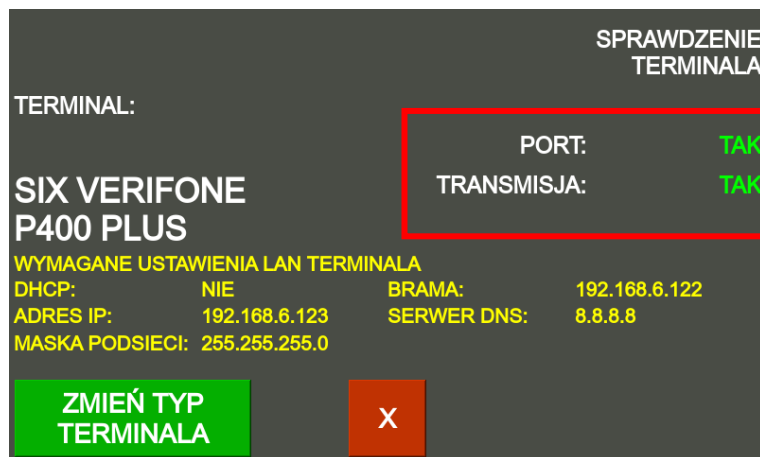 SPRAWDZENIE
TERMINALA
TERMINAL:
PORT: TAK
TRANSMISJA: TAK
SIX VERIFONE
P400 PLUS
WYMAGANE USTAWIENIA LAN TERMINALA
DHCP: NIE BRAMA: 192.168.6.122
ADRES IP: 192.168.6.123 SERWER DNS: 8.8.8.8
MASKA PODSIECI: 255.255.255.0
ZMIEŃ TYP
TERMINALA
X